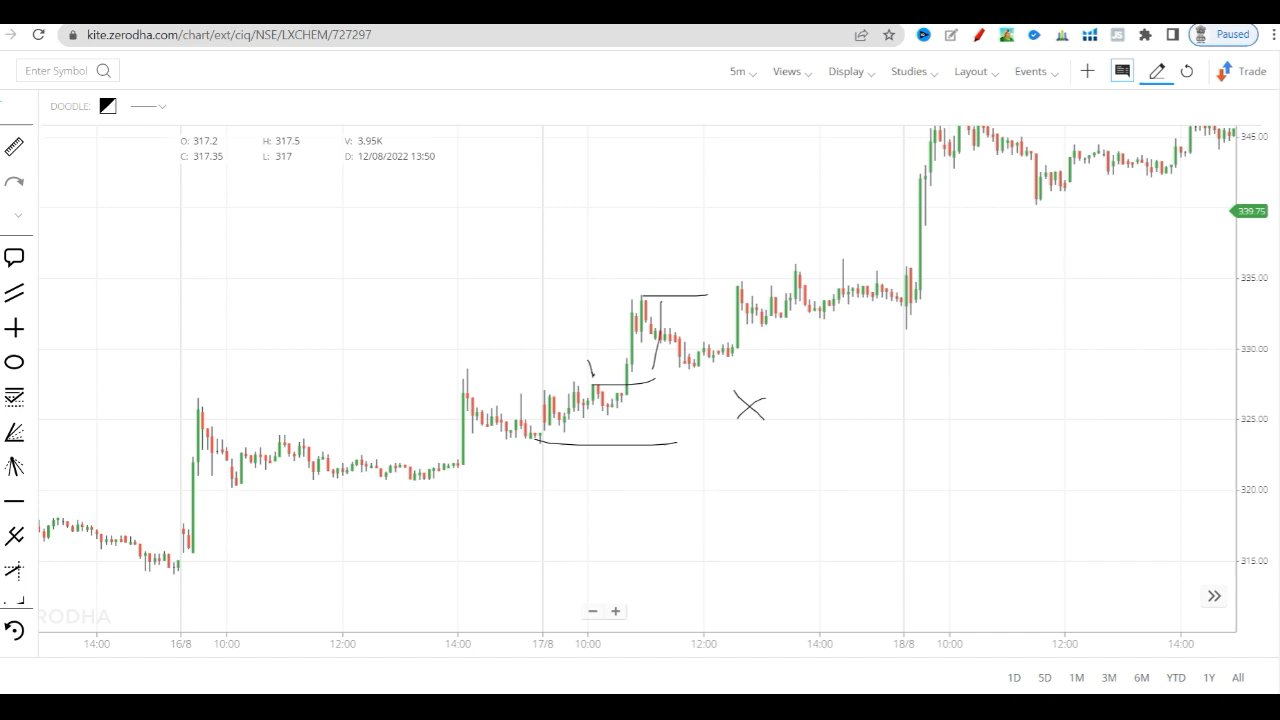 kite.zerodha.com/chart/ext/ciq/NSE/LXCHEM/727297
Paused
Enter Symbol
5m
Views
Display
Studies
Layout
Events
Trade
DOODLE:
O: 317.2 H: 317.5 V: 3.95K
C: 317.35 L: 317 D: 12/08/2022 13:50
345.00
339.75
335.00
330.00
325.00
320.00
315.00
RODHA
14:00 16/8 10:00 12:00 14:00 17/8 10:00 12:00 14:00 18/8 10:00 12:00 14:00
1D 5D 1M 3M 6M YTD 1Y All